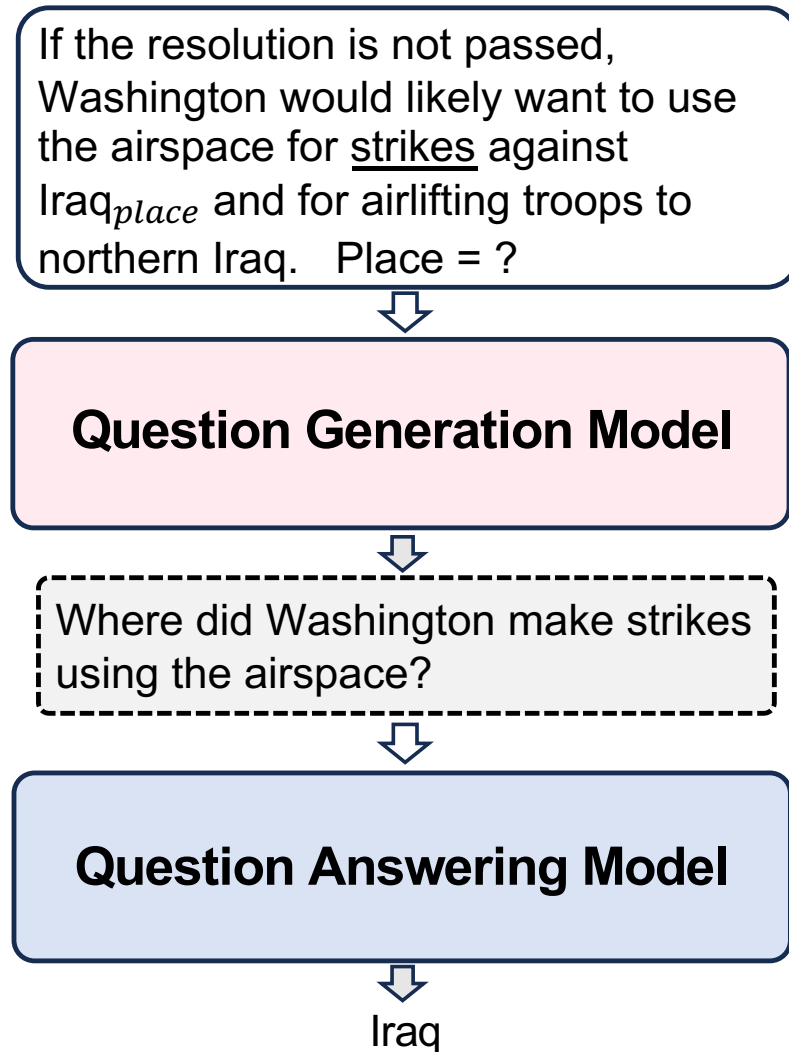 If the resolution is not passed,
Washington would likely want to use
the airspace for strikes against
Iraq_place and for airlifting troops to
northern Iraq. Place = ?
Question Generation Model
Where did Washington make strikes
using the airspace?
Question Answering Model
Iraq